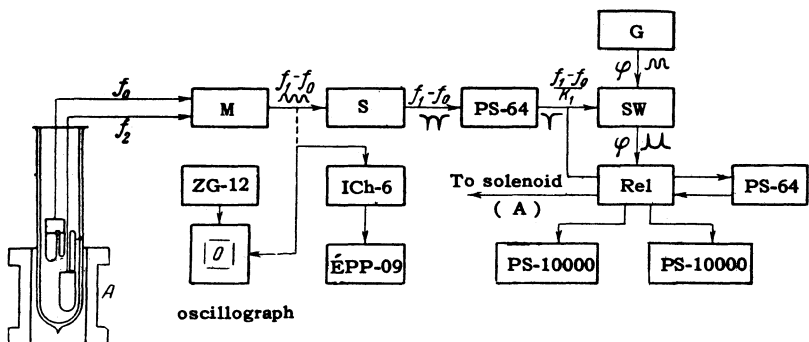 G
f₀
f₁-f₀
f₁-f₀
f₁-f₀
K₁
φ
M
S
PS-64
SW
f₂
φ
ZG-12
ICh-6
To solenoid
(A)
Rel
PS-64
0
ÉPP-09
PS-10000
PS-10000
A
oscillograph